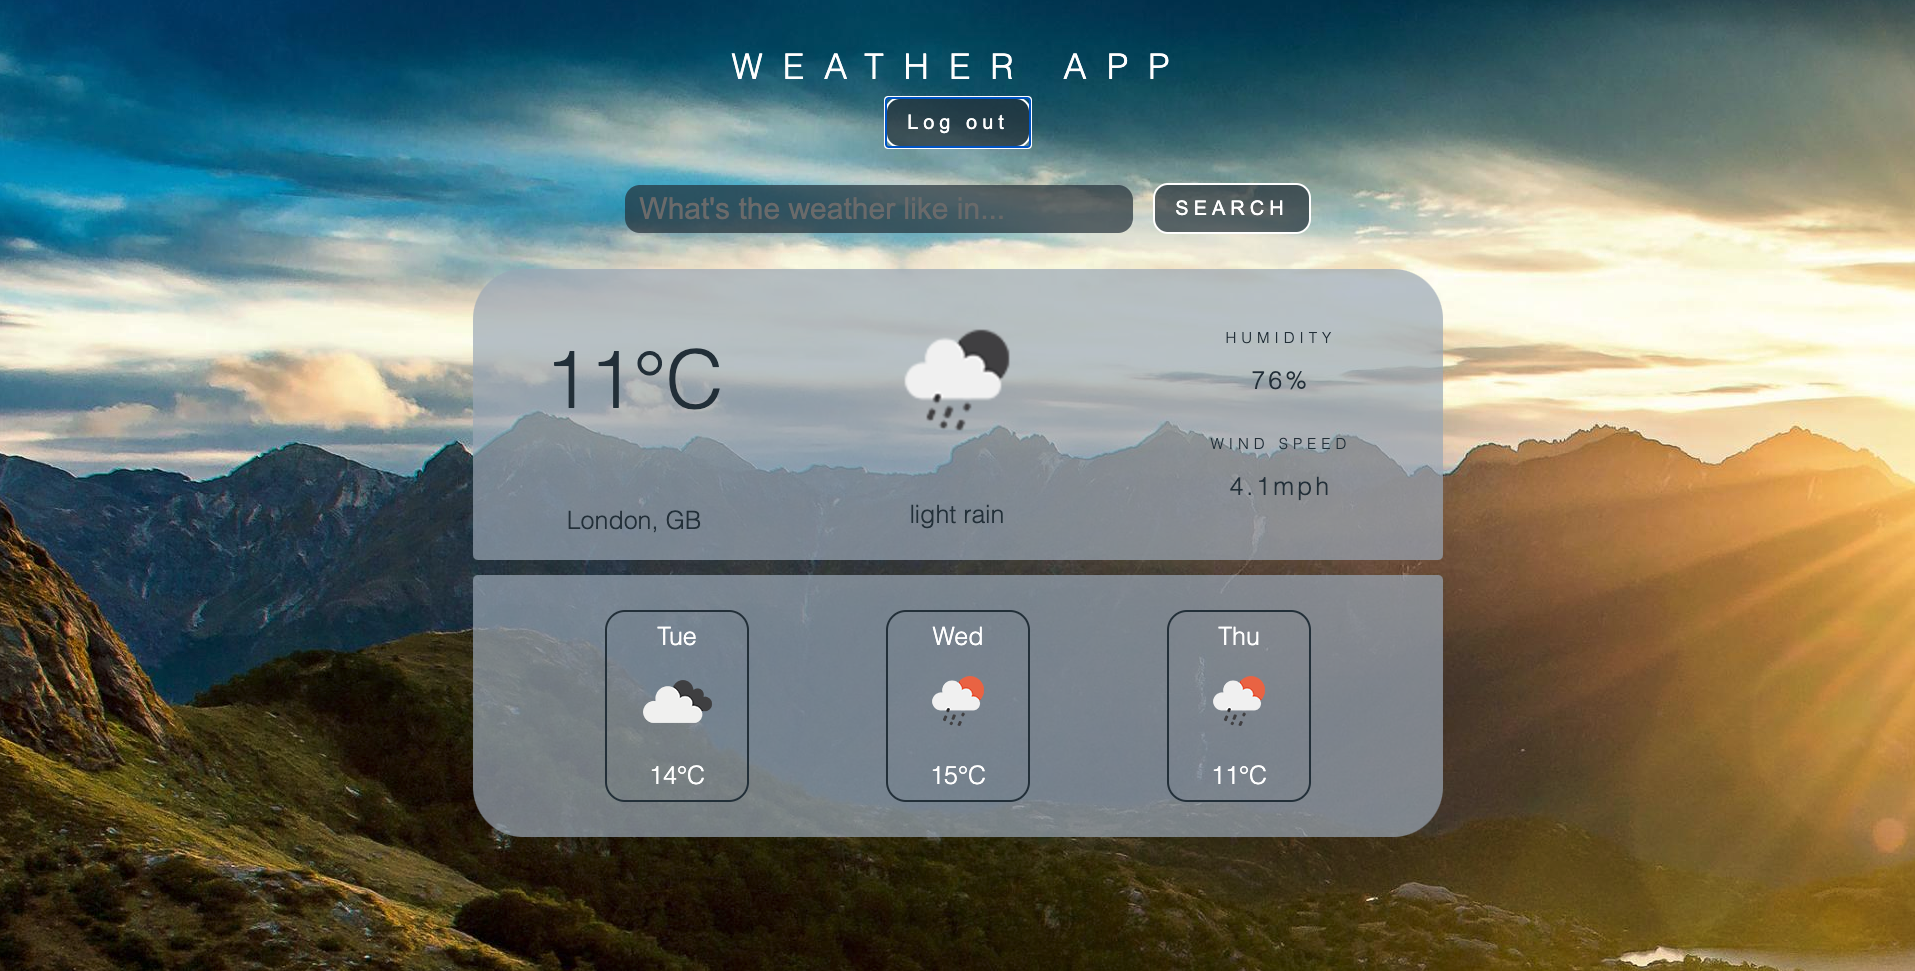 WEATHER APP
Log out
What's the weather like in...
SEARCH
11°C
London, GB
light rain
HUMIDITY
76%
WIND SPEED
4.1mph
Tue
14°C
Wed
15°C
Thu
11°C